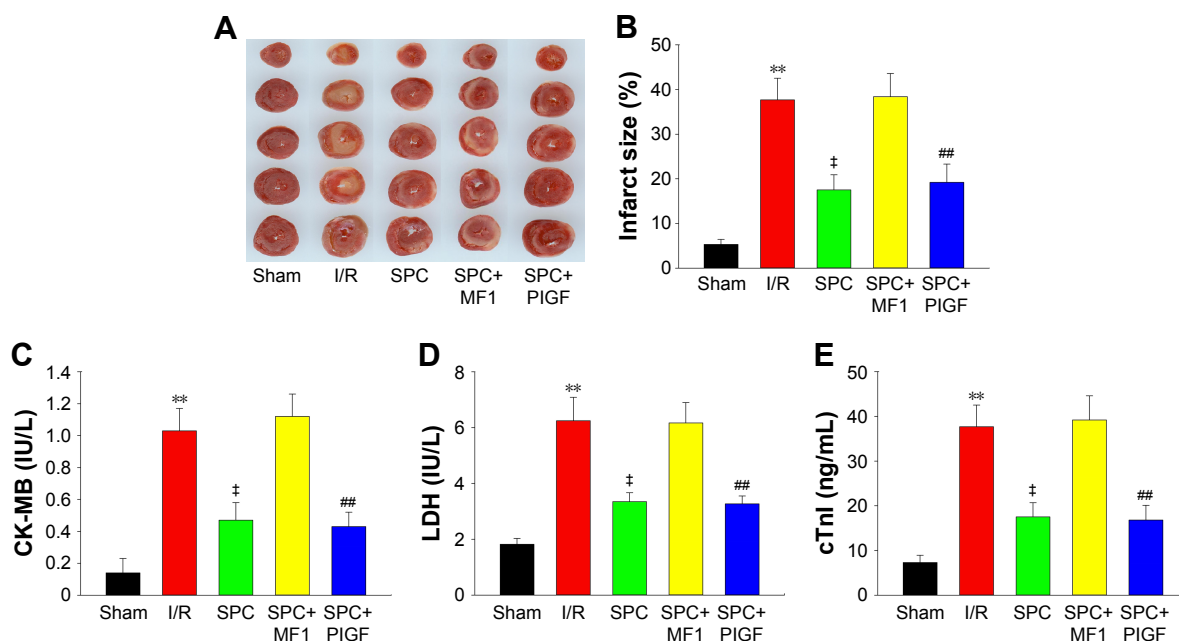 A
Sham I/R SPC SPC+ SPC+
MF1 PIGF
B
Infarct size (%)
50
40
30
20
10
0
** ‡ ##
Sham I/R SPC SPC+ SPC+
MF1 PIGF
C
CK-MB (IU/L)
1.4
1.2
1.0
0.8
0.6
0.4
0.2
0
** ‡ ##
Sham I/R SPC SPC+ SPC+
MF1 PIGF
D
LDH (IU/L)
8
6
4
2
0
** ‡ ##
Sham I/R SPC SPC+ SPC+
MF1 PIGF
E
cTnI (ng/mL)
50
40
30
20
10
0
** ‡ ##
Sham I/R SPC SPC+ SPC+
MF1 PIGF